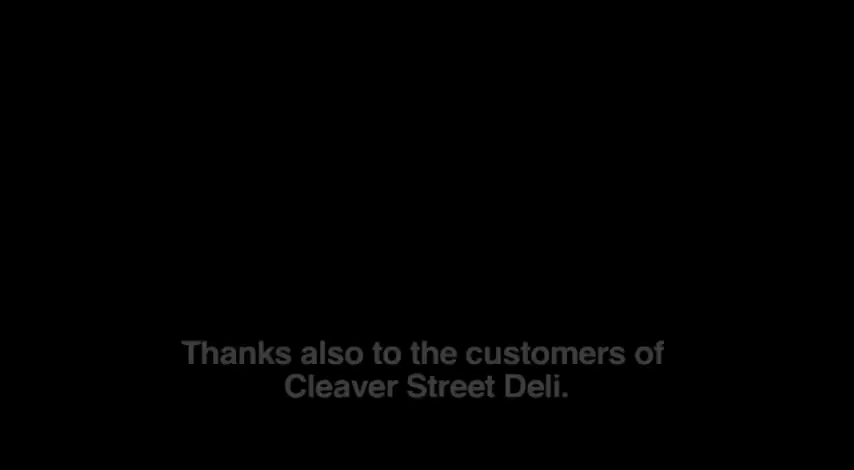 Thanks also to the customers of
Cleaver Street Deli.